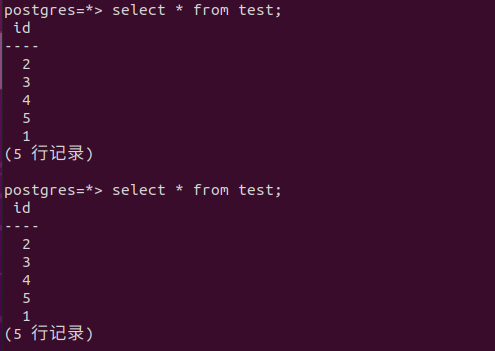 postgres=*> select * from test;
 id
----
  2
  3
  4
  5
  1
(5 行记录)

postgres=*> select * from test;
 id
----
  2
  3
  4
  5
  1
(5 行记录)